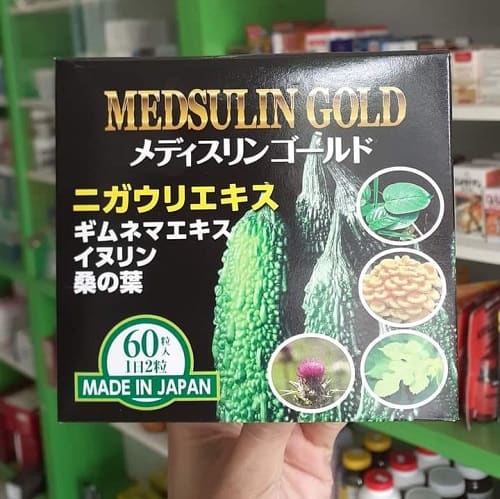 MEDSULIN GOLD
メディスリンゴールド
ニガウリエキス
ギムネマエキス
イヌリン
桑の葉
60粒入
1日2粒
MADE IN JAPAN